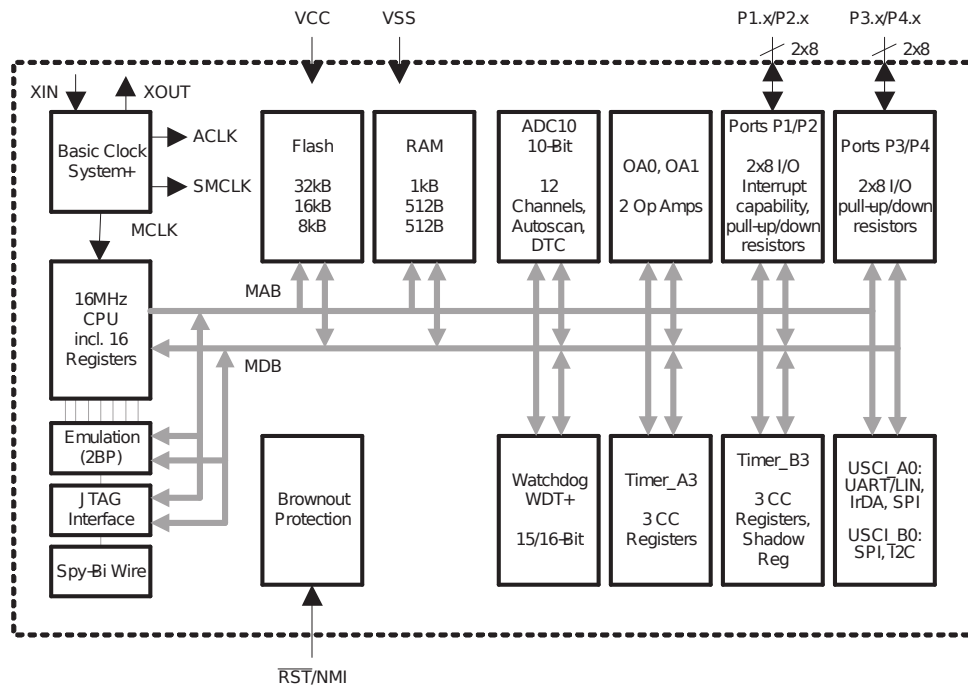 VCC
VSS
P1.x/P2.x
2x8
P3.x/P4.x
2x8
XIN
XOUT
Basic Clock
System+
ACLK
SMCLK
MCLK
Flash
32kB
16kB
8kB
RAM
1kB
512B
512B
ADC10
10-Bit
12
Channels,
Autoscan,
DTC
OA0, OA1
2 Op Amps
Ports P1/P2
2x8 I/O
Interrupt
capability,
pull-up/down
resistors
Ports P3/P4
2x8 I/O
pull-up/down
resistors
16MHz
CPU
incl. 16
Registers
MAB
MDB
Emulation
(2BP)
JTAG
Interface
Spy-Bi Wire
Brownout
Protection
RST/NMI
Watchdog
WDT+
15/16-Bit
Timer_A3
3 CC
Registers
Timer_B3
3 CC
Registers,
Shadow
Reg
USCI_A0:
UART/LIN,
IrDA, SPI
USCI_B0:
SPI, I2C